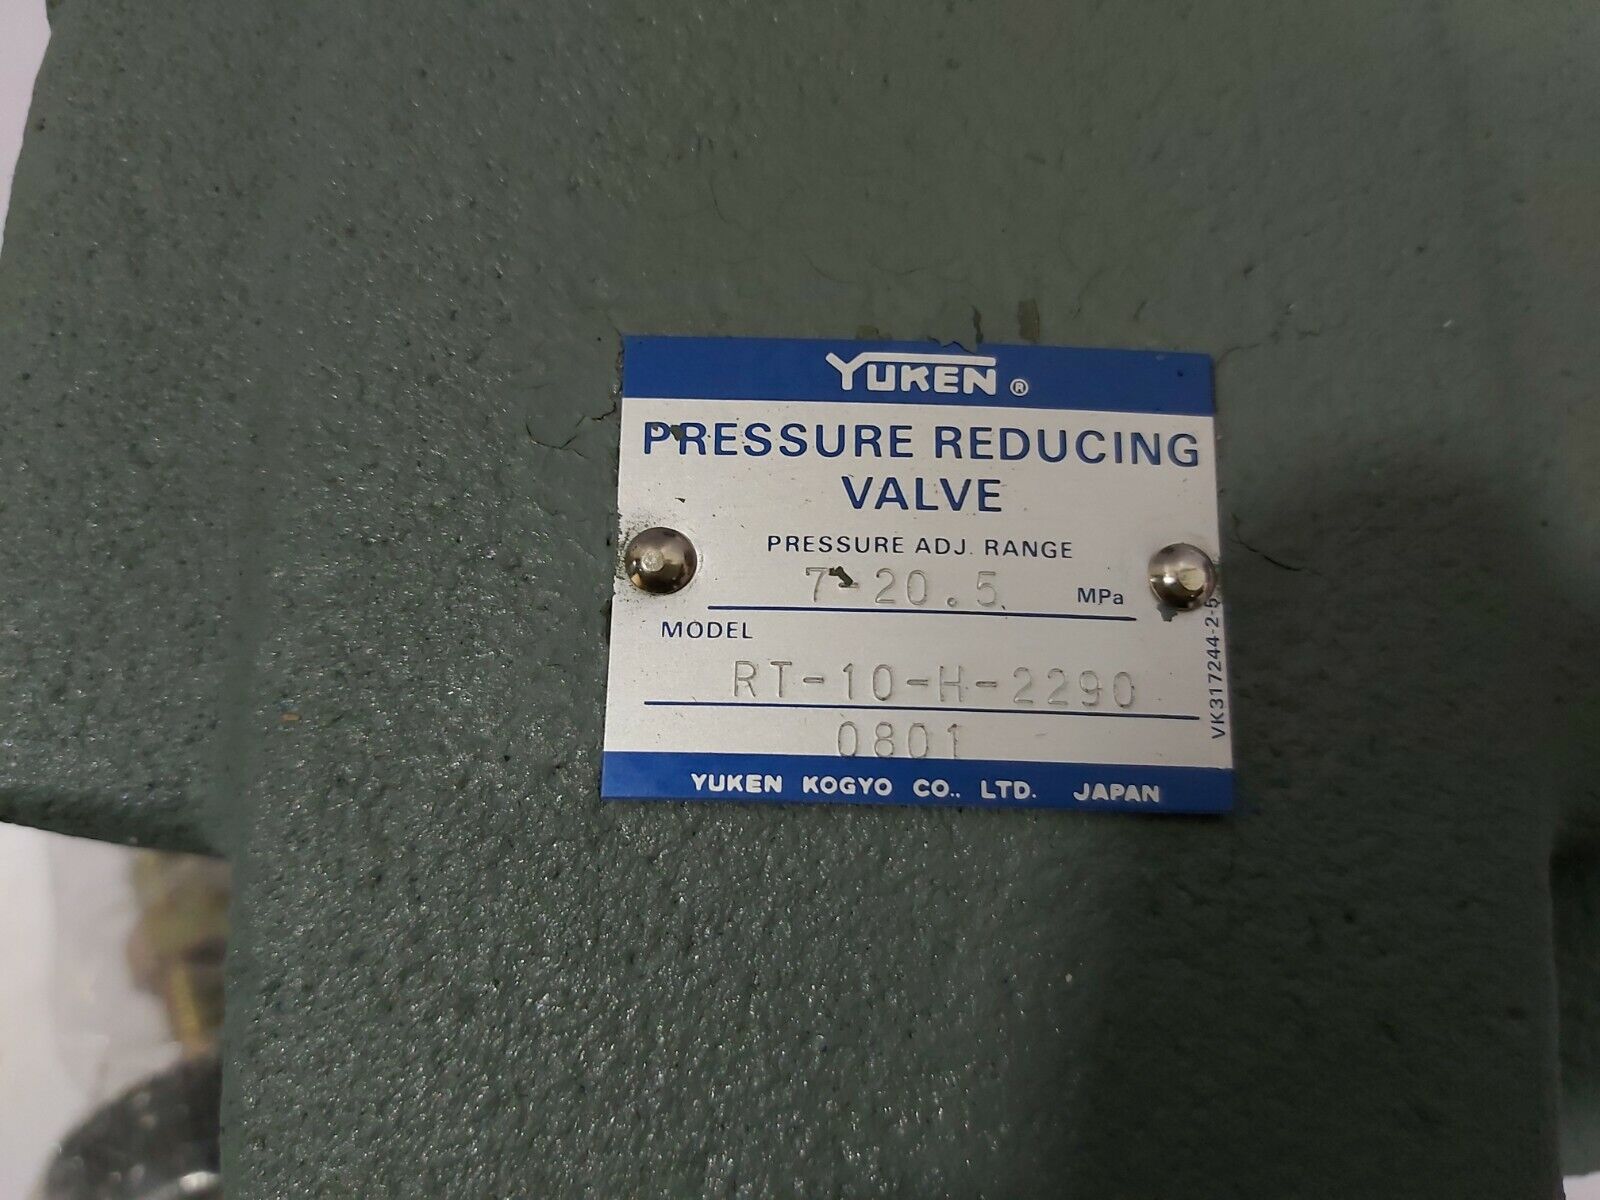 YUKEN ®
PRESSURE REDUCING
VALVE
PRESSURE ADJ. RANGE
7-20.5 MPa
MODEL
RT-10-H-2290
0801
YUKEN KOGYO CO., LTD. JAPAN
VK317244-2-5